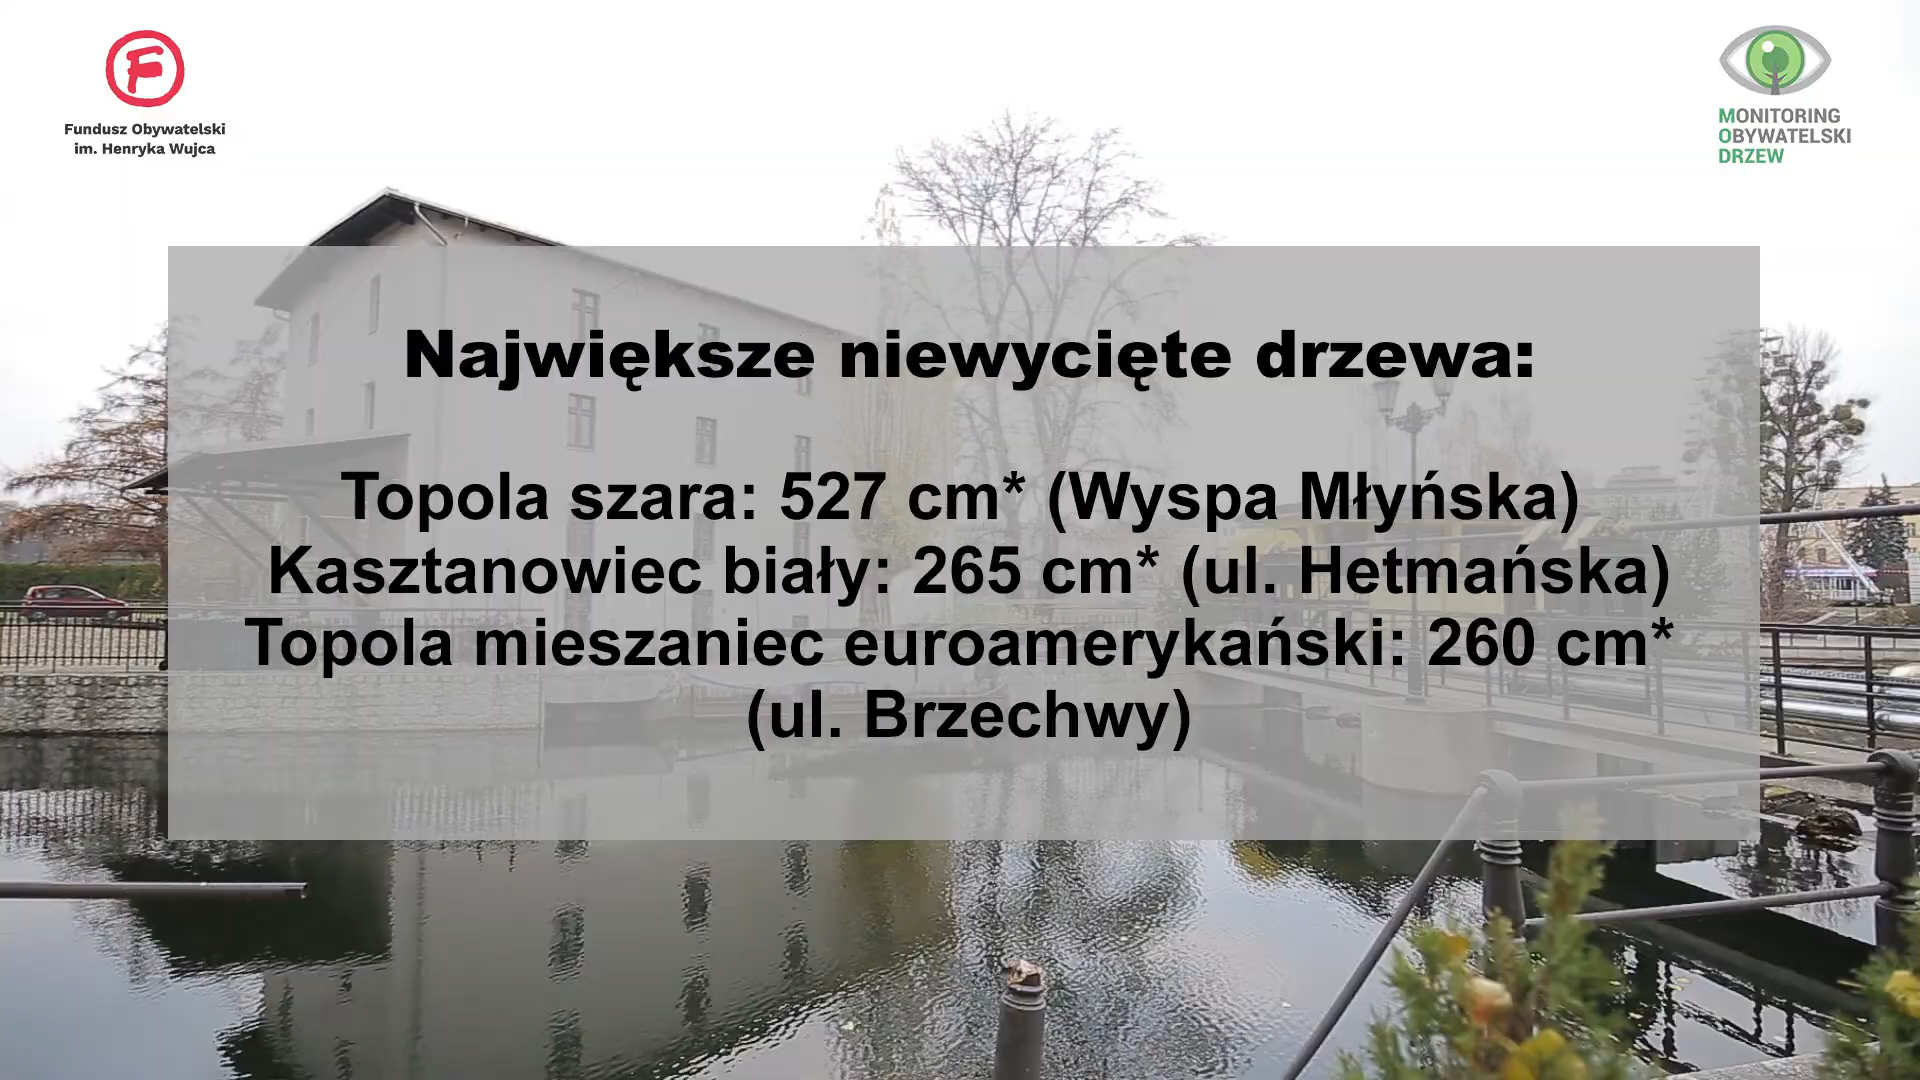 Fundusz Obywatelski
im. Henryka Wujca
MONITORING
OBYWATELSKI
DRZEW
Największe niewycięte drzewa:
Topola szara: 527 cm* (Wyspa Młyńska)
Kasztanowiec biały: 265 cm* (ul. Hetmańska)
Topola mieszaniec euroamerykański: 260 cm*
(ul. Brzechwy)